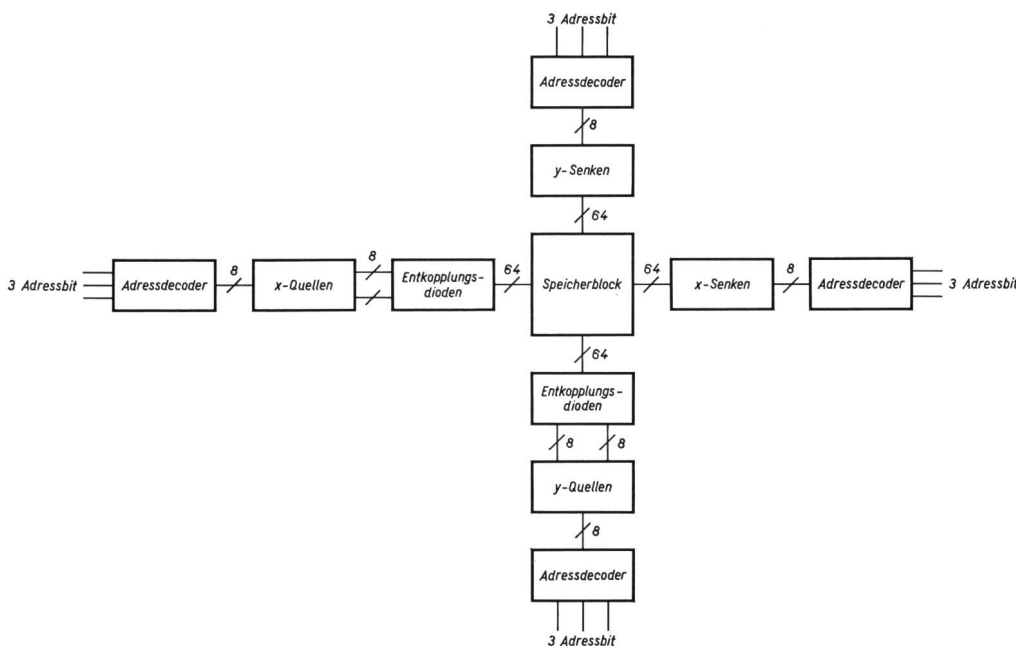 3 Adressbit
Adressdecoder
8
y-Senken
64
3 Adressbit
Adressdecoder
8
x-Quellen
8
Entkopplungs-
dioden
64
Speicherblock
64
x-Senken
8
Adressdecoder
3 Adressbit
64
Entkopplungs-
dioden
8
8
y-Quellen
8
Adressdecoder
3 Adressbit